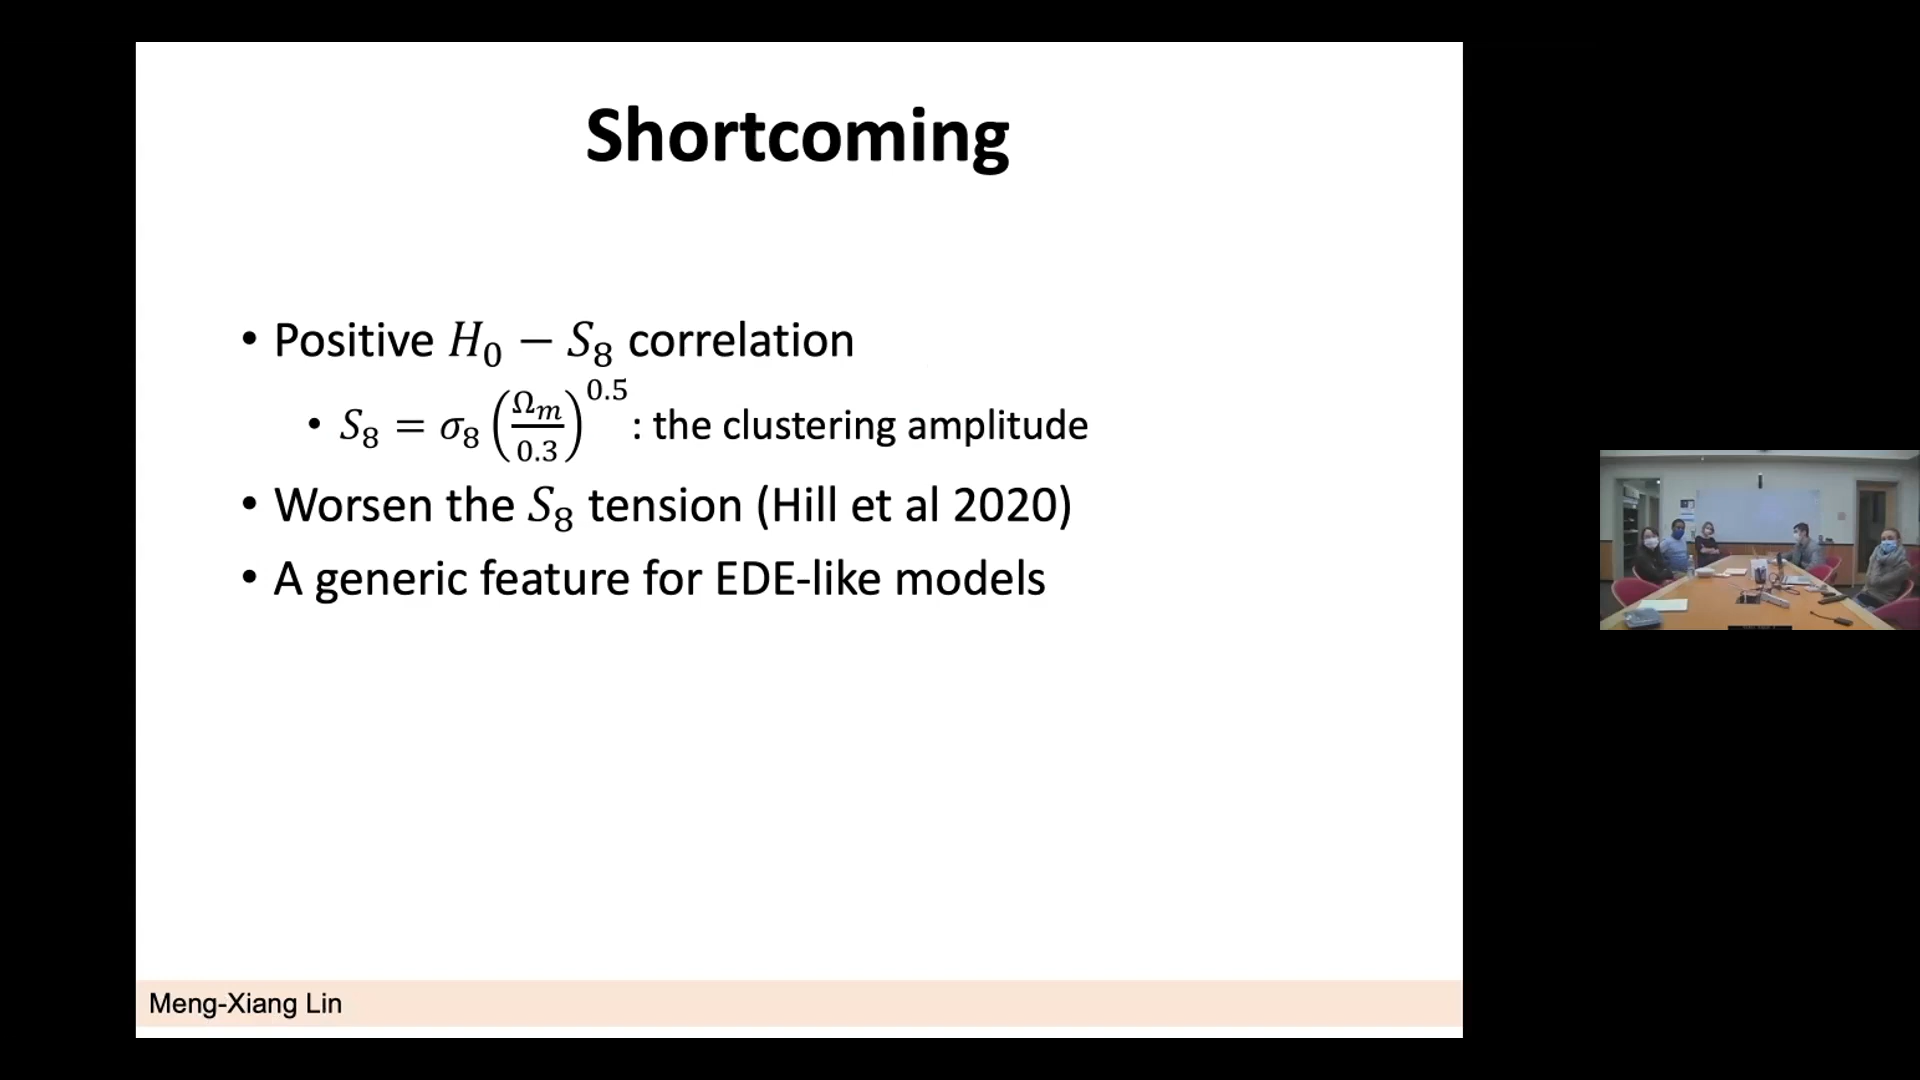 Shortcoming
• Positive H₀ − S₈ correlation
• S₈ = σ₈ (Ωₘ/0.3)^0.5 : the clustering amplitude
• Worsen the S₈ tension (Hill et al 2020)
• A generic feature for EDE-like models
Meng-Xiang Lin